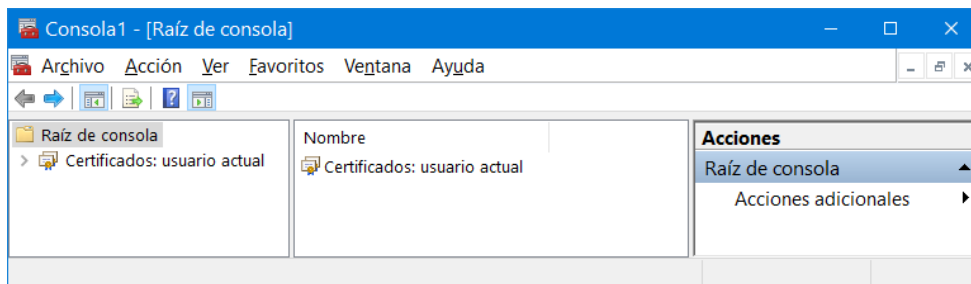 Consola1 - [Raíz de consola]
Archivo Acción Ver Favoritos Ventana Ayuda
Raíz de consola
Certificados: usuario actual
Nombre
Certificados: usuario actual
Acciones
Raíz de consola
Acciones adicionales